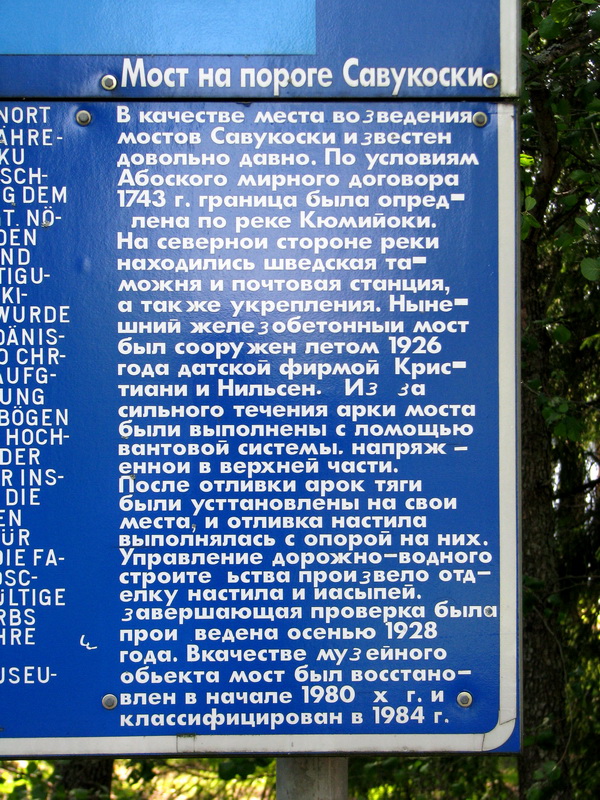 Мост на пороге Савукоски
NORT
ÄHRE-
KU
SCH-
G DEM
T. NÖ-
DEN
ND
TIGU-
KI-
WURDE
DÄNIS-
O CHR-
AUFG-
UNG
BÖGEN
HOCH-
DER
R INS-
DIE
EN
ÜR
DIE FA-
OSC-
ÜLTIGE
RBS
HRE
USEU-
В качестве места возведения
мостов Савукоски известен
довольно давно. По условиям
Абоского мирного договора
1743 г. граница была опред-
лена по реке Кюмийоки.
На севернои стороне реки
находились шведская та-
можня и почтовая станция,
а также укрепления. Ныне-
шний железобетонныи мост
был сооружен летом 1926
года датской фирмой Крис-
тиани и Нильсен. Из за
сильного течения арки моста
были выполнены с ломощью
вантовой системы. напряж -
еннои в верхней части.
После отливки арок тяги
были усттановлены на свои
места, и отливка настила
выполнялась с опорой на них.
Управление дорожно-водного
строите ьства произвело отд-
елку настила и иасыпей.
завершающая проверка была
прои ведена осенью 1928
года. Вкачестве музейного
обьекта мост был восстано-
влен в начале 1980 х г. и
классифицирован в 1984 г.